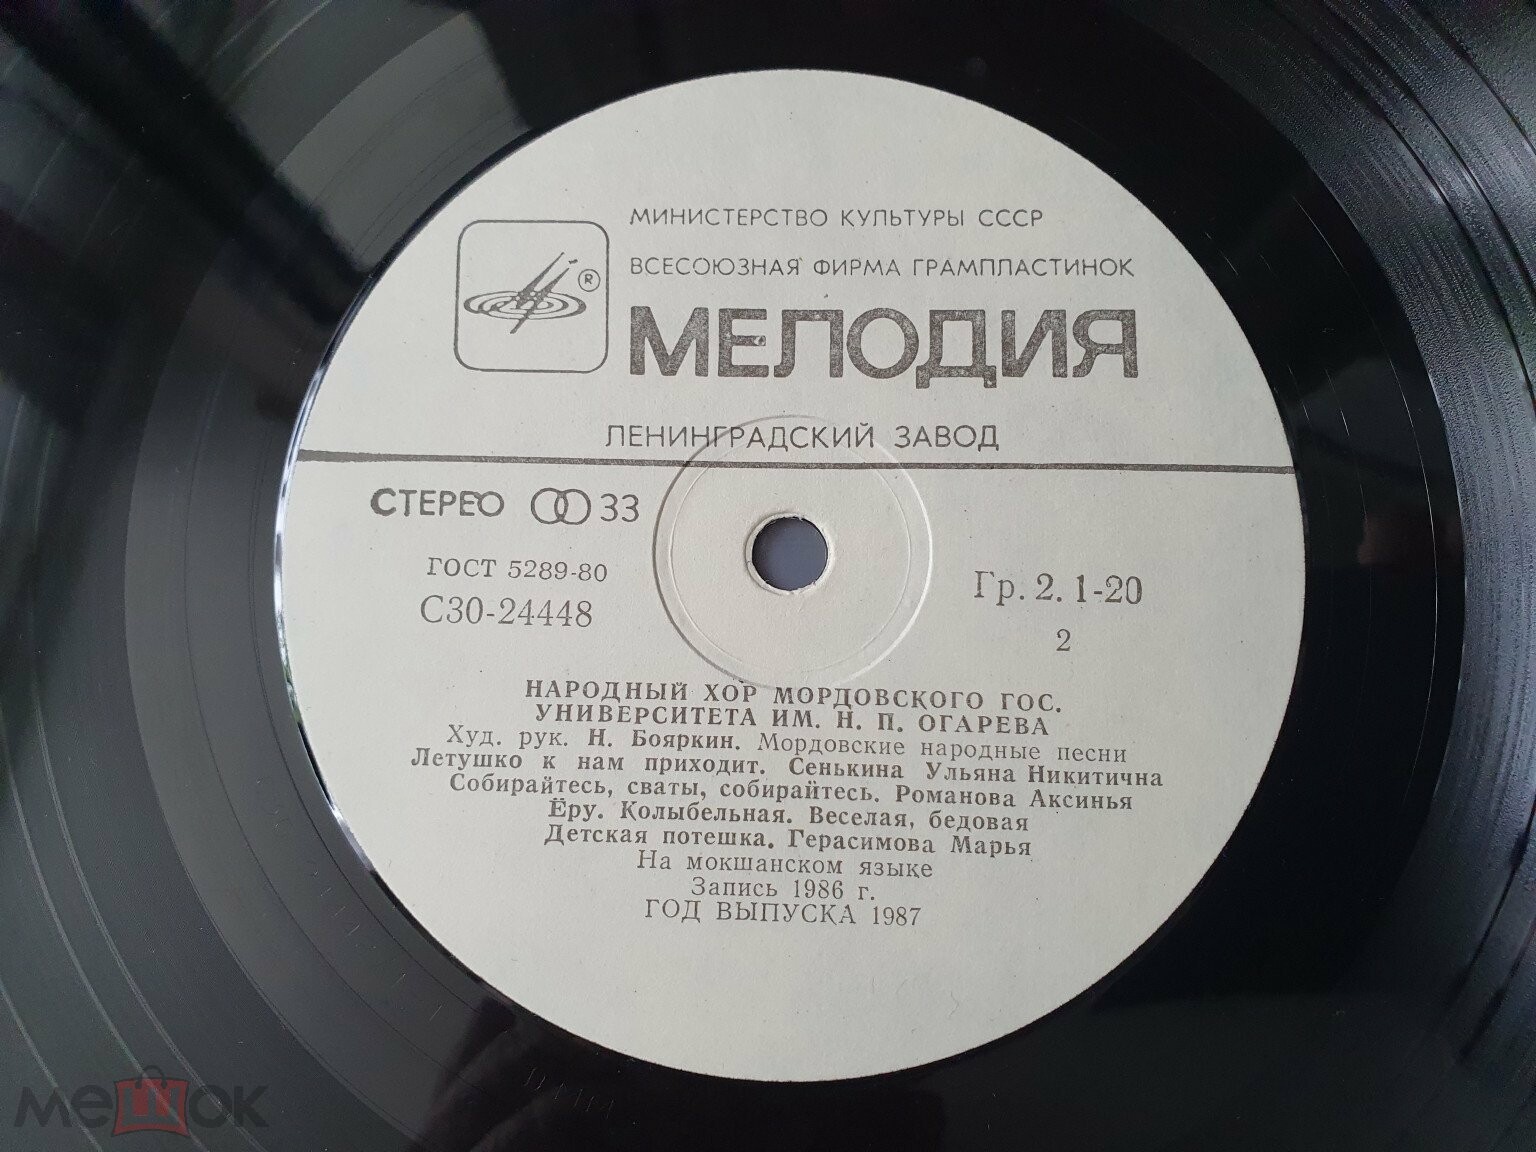 МИНИСТЕРСТВО КУЛЬТУРЫ СССР
ВСЕСОЮЗНАЯ ФИРМА ГРАМПЛАСТИНОК
®
МЕЛОДИЯ
ЛЕНИНГРАДСКИЙ ЗАВОД
СТЕРЕО 33
ГОСТ 5289-80
С30-24448
Гр. 2. 1-20
2
НАРОДНЫЙ ХОР МОРДОВСКОГО ГОС.
УНИВЕРСИТЕТА ИМ. Н. П. ОГАРЕВА
Худ. рук. Н. Бояркин. Мордовские народные песни
Летушко к нам приходит. Сенькина Ульяна Никитична
Собирайтесь, сваты, собирайтесь. Романова Аксинья
Ёру. Колыбельная. Веселая, бедовая
Детская потешка. Герасимова Марья
На мокшанском языке
Запись 1986 г.
ГОД ВЫПУСКА 1987
мешок